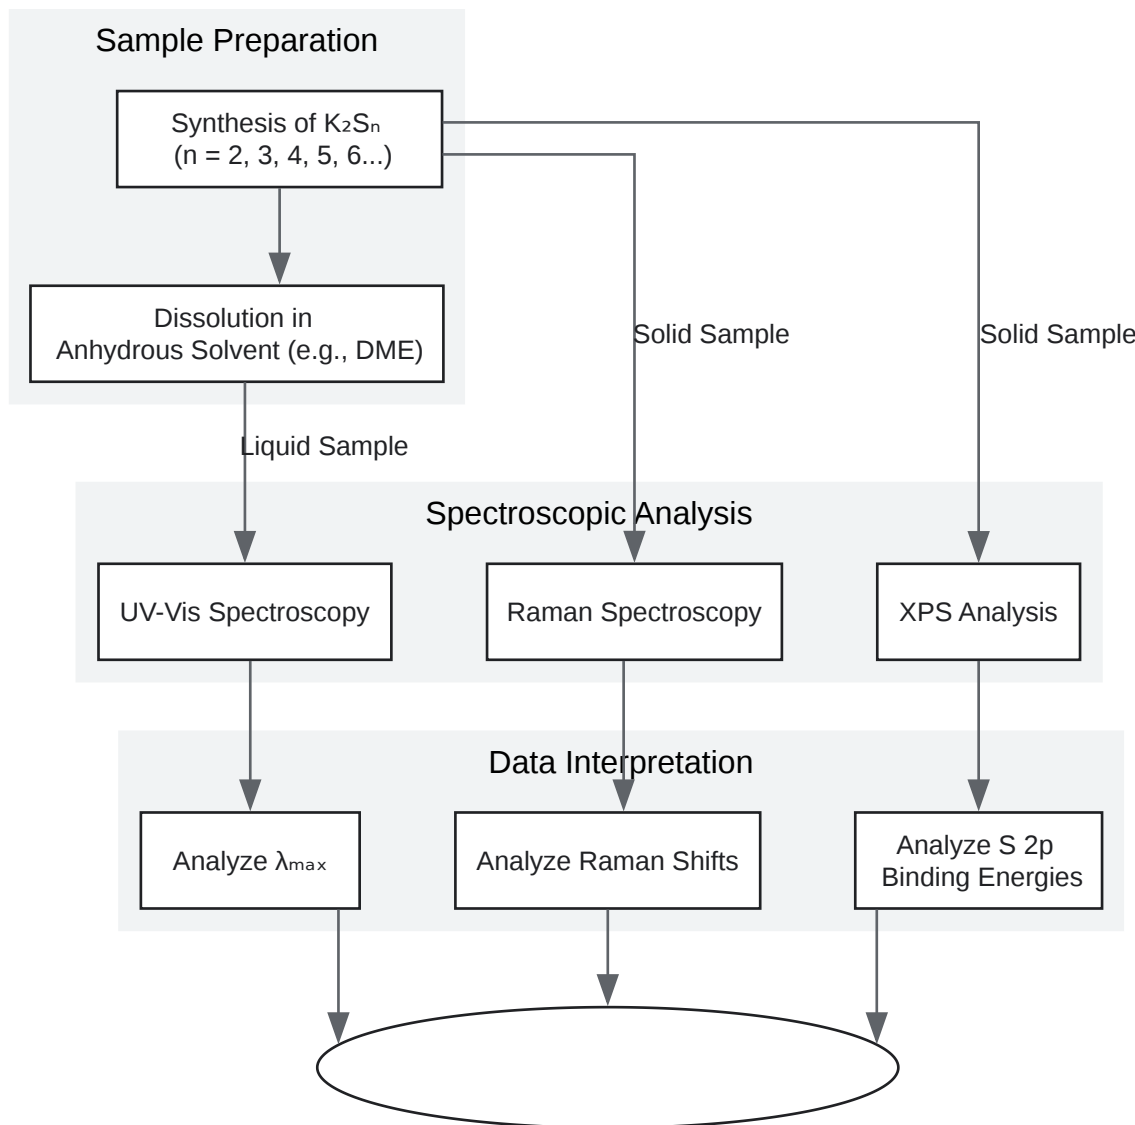 Sample Preparation
Synthesis of K₂Sₙ
(n = 2, 3, 4, 5, 6...)
Dissolution in
Anhydrous Solvent (e.g., DME)
Solid Sample
Solid Sample
Liquid Sample
Spectroscopic Analysis
UV-Vis Spectroscopy
Raman Spectroscopy
XPS Analysis
Data Interpretation
Analyze λₘₐₓ
Analyze Raman Shifts
Analyze S 2p
Binding Energies